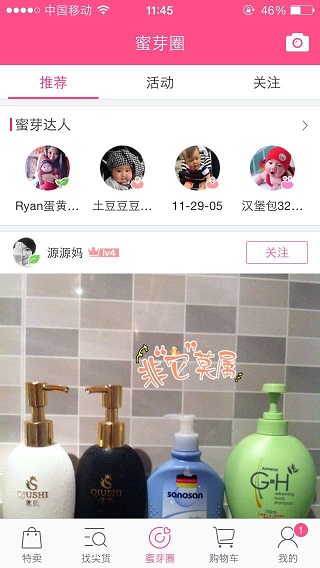 中国移动 11:45 46%
蜜芽圈
推荐 活动 关注
蜜芽达人
Ryan蛋黄... 土豆豆豆... 11-29-05 汉堡包32...
源源妈 lv4 关注
非它莫属
QIUSHI QIUSHI sanosan Amway
G&H
refreshing
body shampoo
特卖 找尖货 蜜芽圈 购物车 1 我的